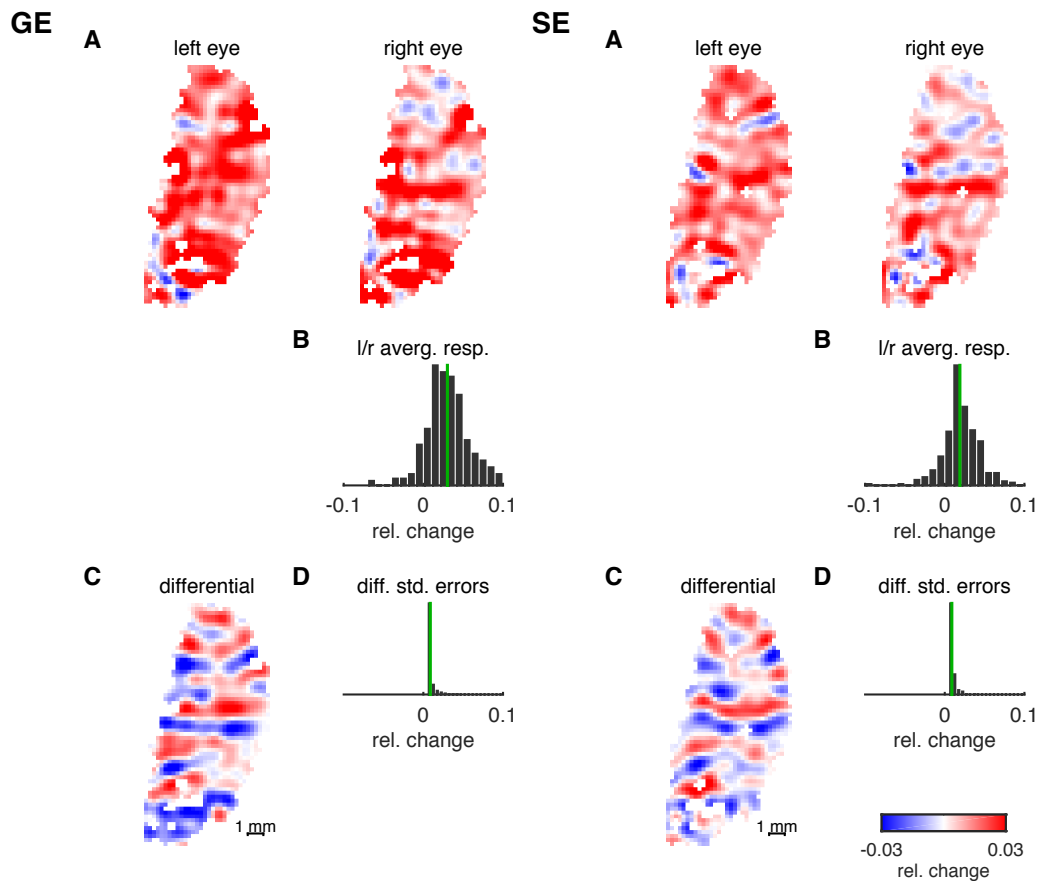 GE
A
left eye
right eye
B
l/r averg. resp.
-0.1 0 0.1
rel. change
C
differential
1 mm
D
diff. std. errors
0 0.1
rel. change
SE
A
left eye
right eye
B
l/r averg. resp.
-0.1 0 0.1
rel. change
C
differential
1 mm
D
diff. std. errors
0 0.1
rel. change
-0.03 0.03
rel. change